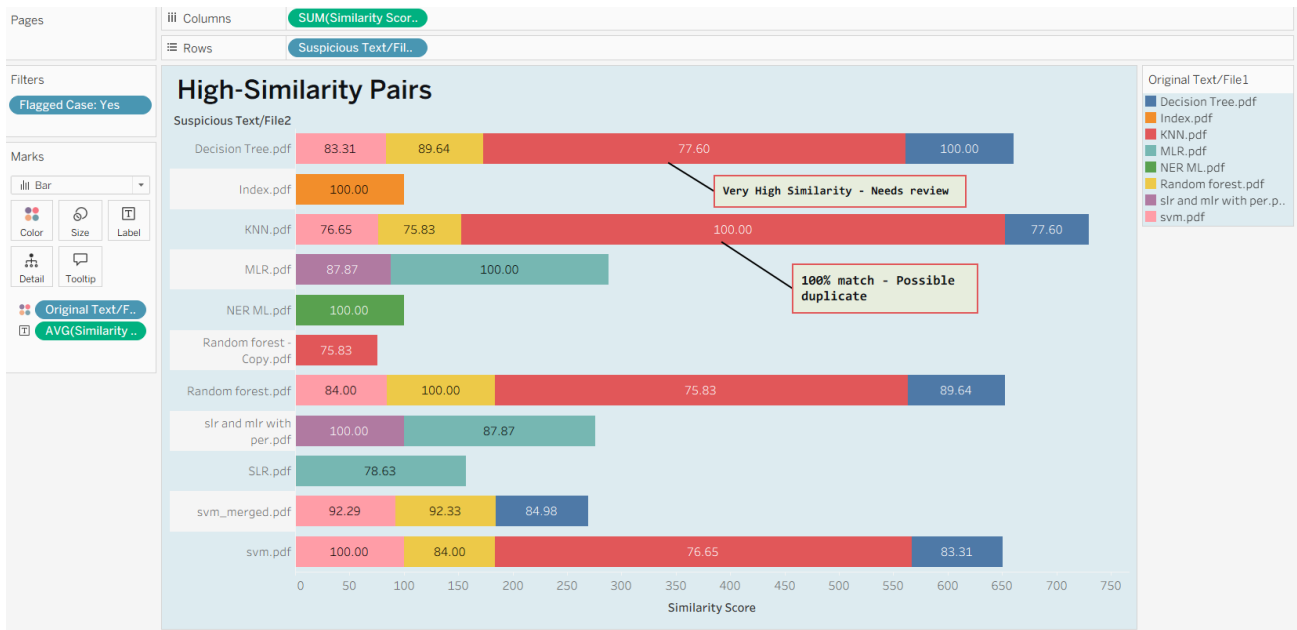 Pages
Columns
SUM(Similarity Scor..
Rows
Suspicious Text/Fil..
Filters
Flagged Case: Yes
Marks
Bar
Color
Size
Label
Detail
Tooltip
Original Text/F..
AVG(Similarity ..
High-Similarity Pairs
Suspicious Text/File2
Decision Tree.pdf 83.31 89.64 77.60 100.00
Very High Similarity - Needs review
Index.pdf 100.00
KNN.pdf 76.65 75.83 100.00 77.60
100% match - Possible
duplicate
MLR.pdf 87.87 100.00
NER ML.pdf 100.00
Random forest -
Copy.pdf 75.83
Random forest.pdf 84.00 100.00 75.83 89.64
slr and mlr with
per.pdf 100.00 87.87
SLR.pdf 78.63
svm_merged.pdf 92.29 92.33 84.98
svm.pdf 100.00 84.00 76.65 83.31
0 50 100 150 200 250 300 350 400 450 500 550 600 650 700 750
Similarity Score
Original Text/File1
Decision Tree.pdf
Index.pdf
KNN.pdf
MLR.pdf
NER ML.pdf
Random forest.pdf
slr and mlr with per.p..
svm.pdf